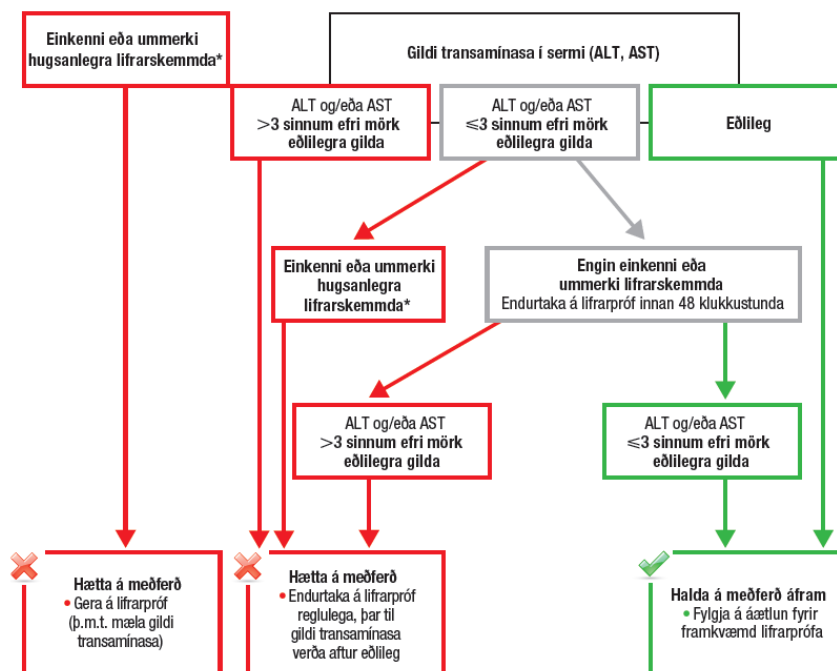 Einkenni eða ummerki
hugsanlegra lifrarskemmda*
Gildi transamínasa í sermi (ALT, AST)
ALT og/eða AST
>3 sinnum efri mörk
eðlilegra gilda
ALT og/eða AST
≤3 sinnum efri mörk
eðlilegra gilda
Eðlileg
Einkenni eða ummerki
hugsanlegra
lifrarskemmda*
Engin einkenni eða
ummerki lifrarskemmda
Endurtaka á lifrarpróf innan 48 klukkustunda
ALT og/eða AST
>3 sinnum efri mörk
eðlilegra gilda
ALT og/eða AST
≤3 sinnum efri mörk
eðlilegra gilda
Hætta á meðferð
• Gera á lifrarpróf
(þ.m.t. mæla gildi
transamínasa)
Hætta á meðferð
• Endurtaka á lifrarpróf
reglulega, þar til
gildi transamínasa
verða aftur eðlileg
Halda á meðferð áfram
• Fylgja á áætlun fyrir
framkvæmd lifrarprófa